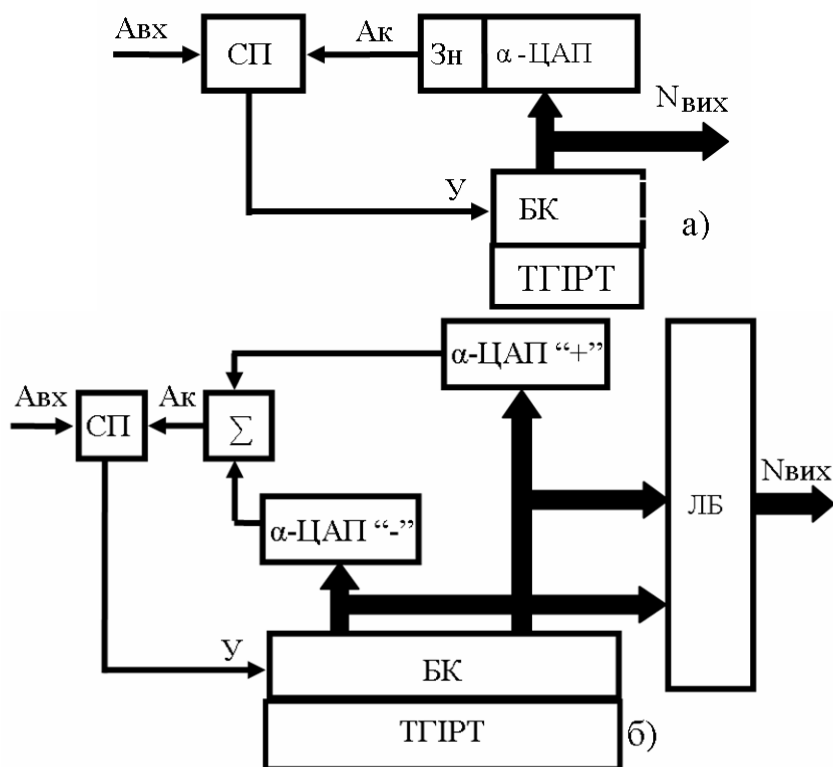 Авх
СП
Ак
Зн
α-ЦАП
Nвих
У
БК
а)
ТГІРТ
α-ЦАП “+”
Авх
СП
Ак
Σ
α-ЦАП “-”
ЛБ
Nвих
У
БК
ТГІРТ
б)